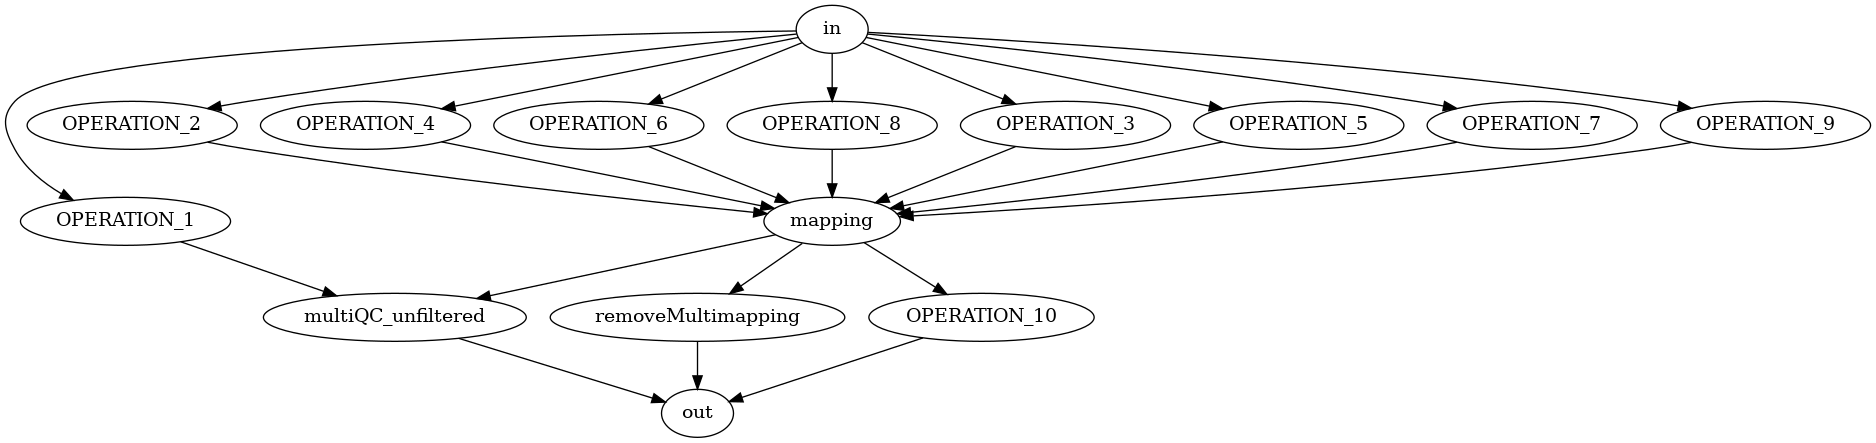 in
OPERATION_2
OPERATION_4
OPERATION_6
OPERATION_8
OPERATION_3
OPERATION_5
OPERATION_7
OPERATION_9
OPERATION_1
mapping
multiQC_unfiltered
removeMultimapping
OPERATION_10
out